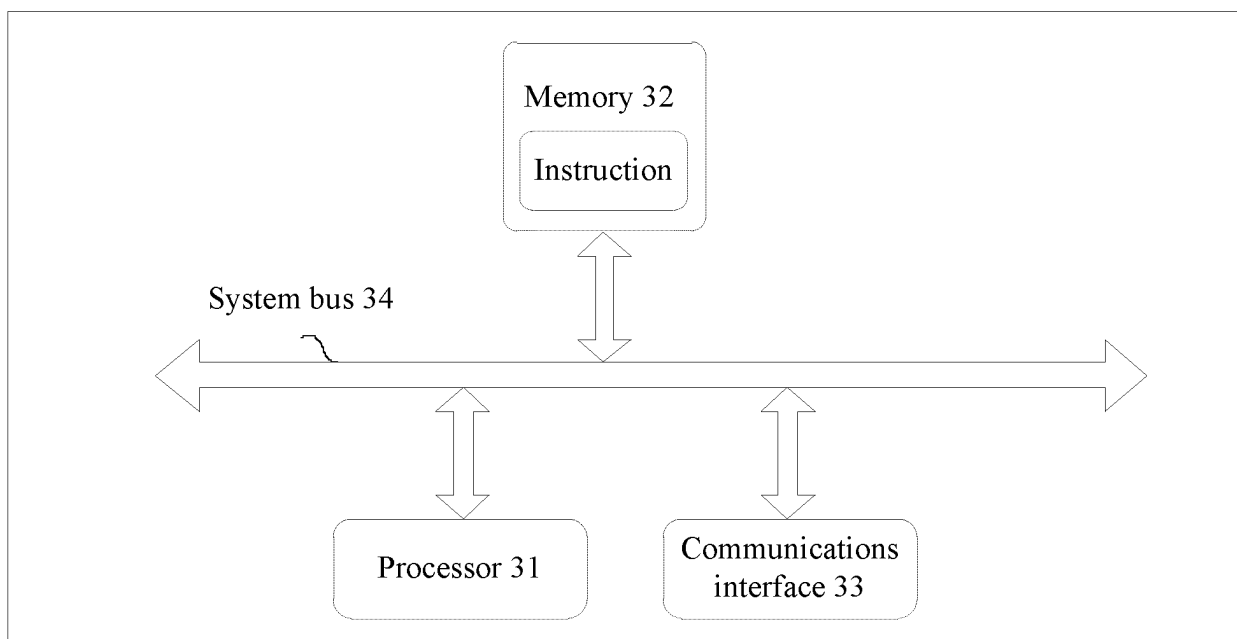 Memory 32
Instruction
System bus 34
Processor 31
Communications
interface 33